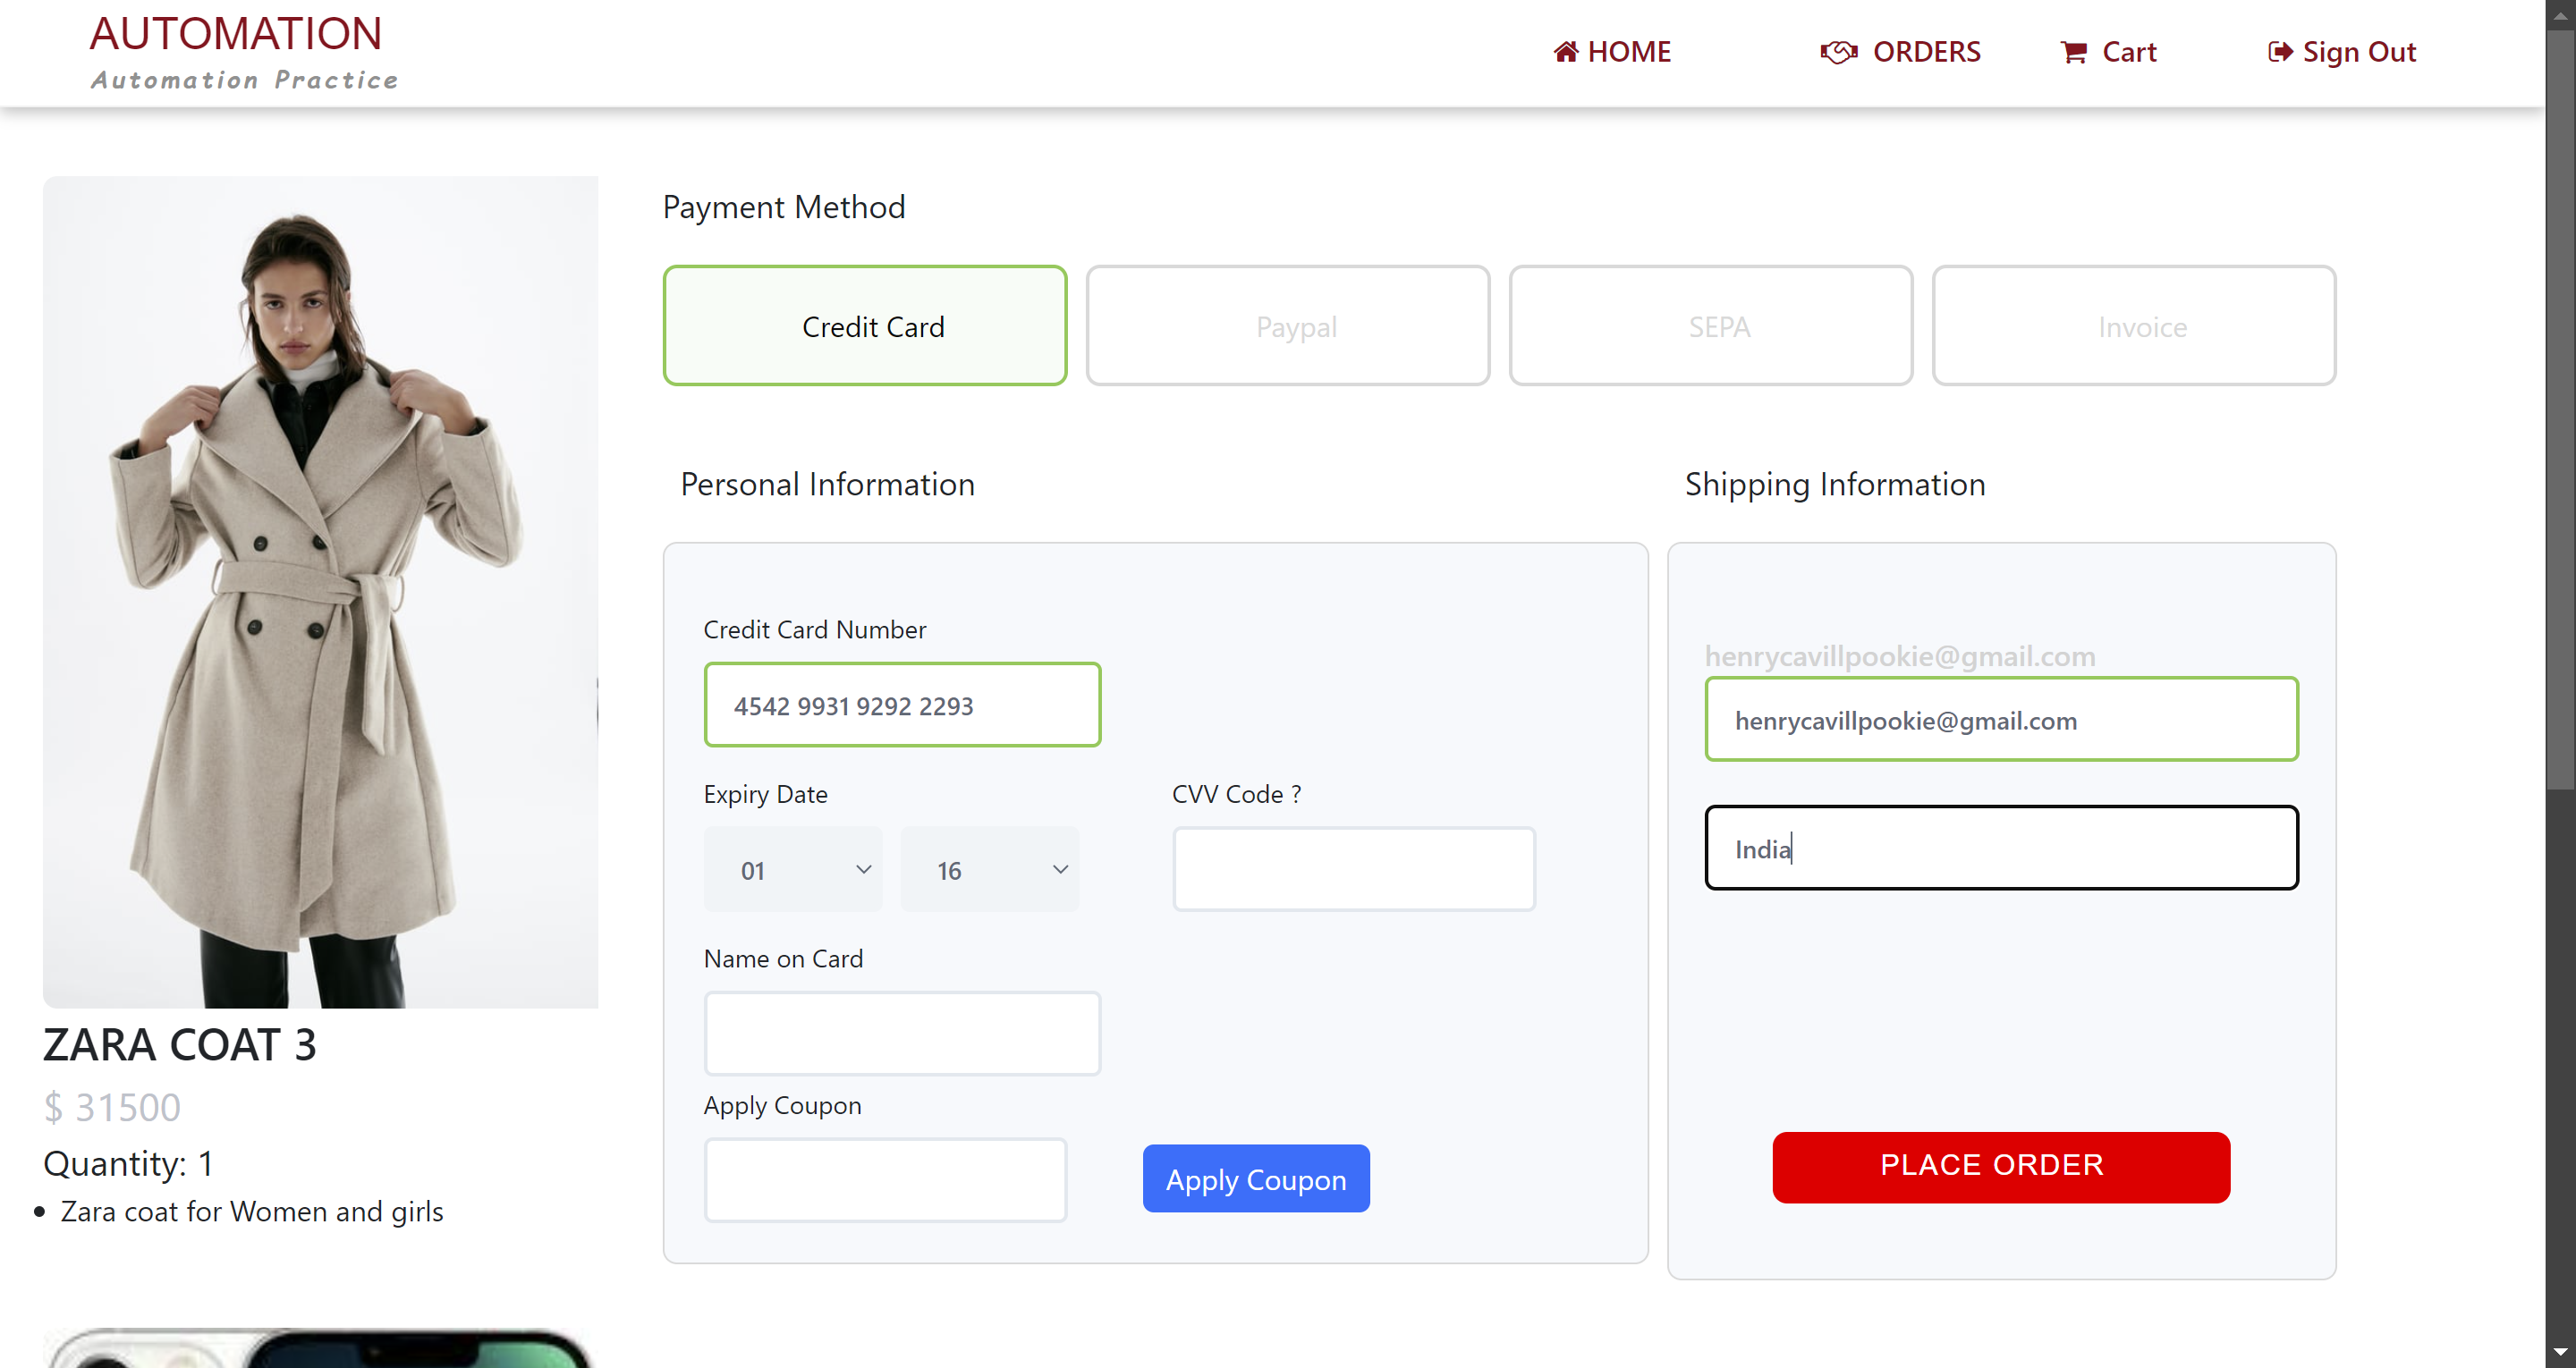 AUTOMATION
Automation Practice
HOME
ORDERS
Cart
Sign Out
Payment Method
Credit Card
Paypal
SEPA
Invoice
Personal Information
Shipping Information
Credit Card Number
4542 9931 9292 2293
Expiry Date
CVV Code ?
01
16
Name on Card
Apply Coupon
Apply Coupon
henrycavillpookie@gmail.com
henrycavillpookie@gmail.com
India
PLACE ORDER
ZARA COAT 3
$ 31500
Quantity: 1
Zara coat for Women and girls